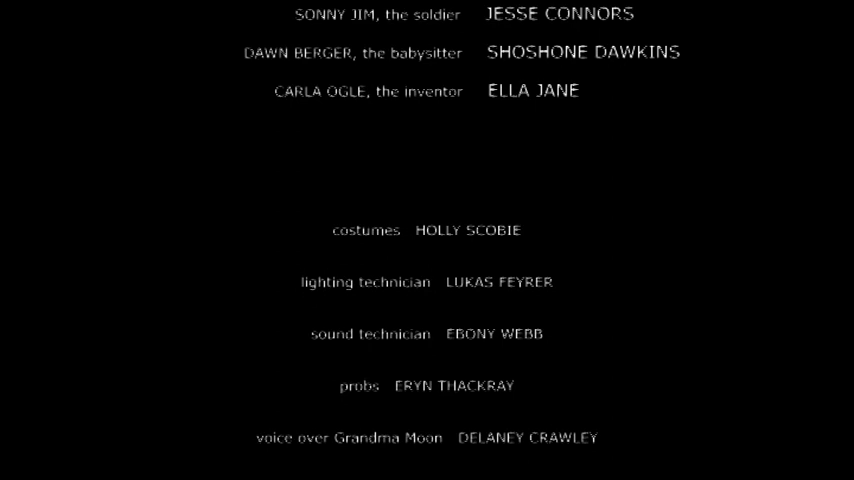 SONNY JIM, the soldier JESSE CONNORS
DAWN BERGER, the babysitter SHOSHONE DAWKINS
CARLA OGLE, the inventor ELLA JANE
costumes HOLLY SCOBIE
lighting technician LUKAS FEYRER
sound technician EBONY WEBB
probs ERYN THACKRAY
voice over Grandma Moon DELANEY CRAWLEY